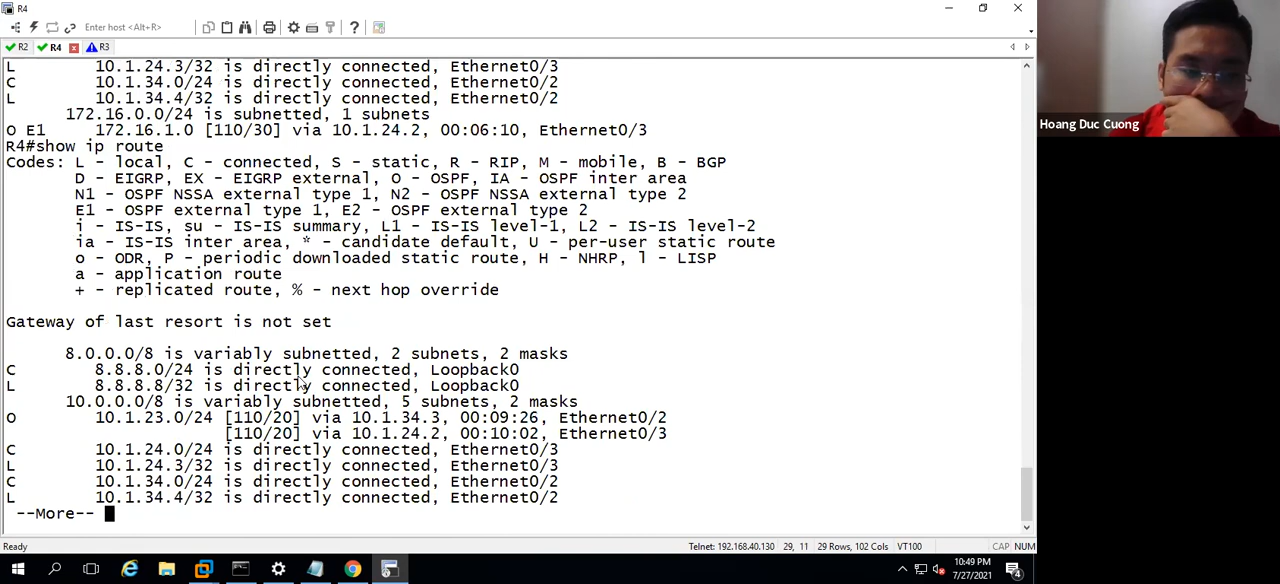 R4
Enter host <Alt+R>
R2
R4
R3
L 10.1.24.3/32 is directly connected, Ethernet0/3
C 10.1.34.0/24 is directly connected, Ethernet0/2
L 10.1.34.4/32 is directly connected, Ethernet0/2
172.16.0.0/24 is subnetted, 1 subnets
O E1 172.16.1.0 [110/30] via 10.1.24.2, 00:06:10, Ethernet0/3
R4#show ip route
Codes: L - local, C - connected, S - static, R - RIP, M - mobile, B - BGP
D - EIGRP, EX - EIGRP external, O - OSPF, IA - OSPF inter area
N1 - OSPF NSSA external type 1, N2 - OSPF NSSA external type 2
E1 - OSPF external type 1, E2 - OSPF external type 2
i - IS-IS, su - IS-IS summary, L1 - IS-IS level-1, L2 - IS-IS level-2
ia - IS-IS inter area, * - candidate default, U - per-user static route
o - ODR, P - periodic downloaded static route, H - NHRP, l - LISP
a - application route
+ - replicated route, % - next hop override
Gateway of last resort is not set
8.0.0.0/8 is variably subnetted, 2 subnets, 2 masks
C 8.8.8.0/24 is directly connected, Loopback0
L 8.8.8.8/32 is directly connected, Loopback0
10.0.0.0/8 is variably subnetted, 5 subnets, 2 masks
O 10.1.23.0/24 [110/20] via 10.1.34.3, 00:09:26, Ethernet0/2
[110/20] via 10.1.24.2, 00:10:02, Ethernet0/3
C 10.1.24.0/24 is directly connected, Ethernet0/3
L 10.1.24.3/32 is directly connected, Ethernet0/3
C 10.1.34.0/24 is directly connected, Ethernet0/2
L 10.1.34.4/32 is directly connected, Ethernet0/2
--More--
Ready
Telnet: 192.168.40.130 29, 11 29 Rows, 102 Cols VT100 CAP NUM
10:49 PM
7/27/2021
4
Hoang Duc Cuong